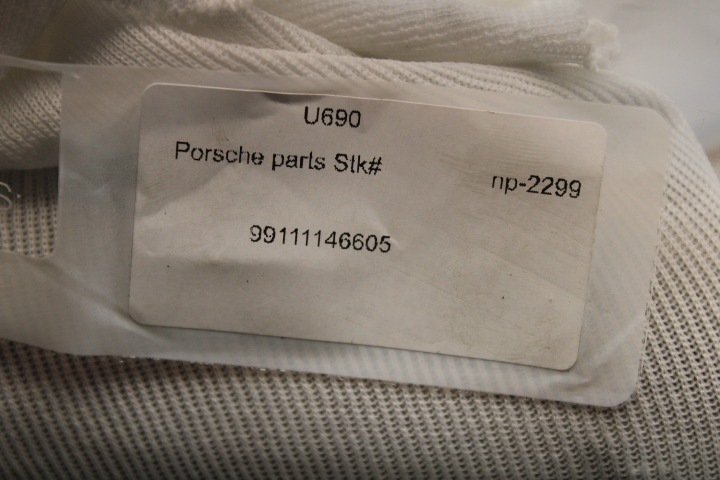 U690
Porsche parts Stk#
np-2299
99111146605